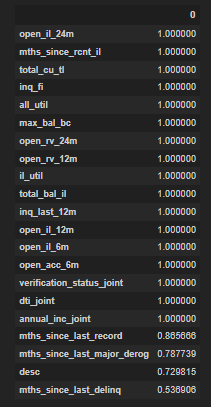 0
open_il_24m 1.000000
mths_since_rcnt_il 1.000000
total_cu_tl 1.000000
inq_fi 1.000000
all_util 1.000000
max_bal_bc 1.000000
open_rv_24m 1.000000
open_rv_12m 1.000000
il_util 1.000000
total_bal_il 1.000000
inq_last_12m 1.000000
open_il_12m 1.000000
open_il_6m 1.000000
open_acc_6m 1.000000
verification_status_joint 1.000000
dti_joint 1.000000
annual_inc_joint 1.000000
mths_since_last_record 0.865666
mths_since_last_major_derog 0.787739
desc 0.729815
mths_since_last_delinq 0.536906